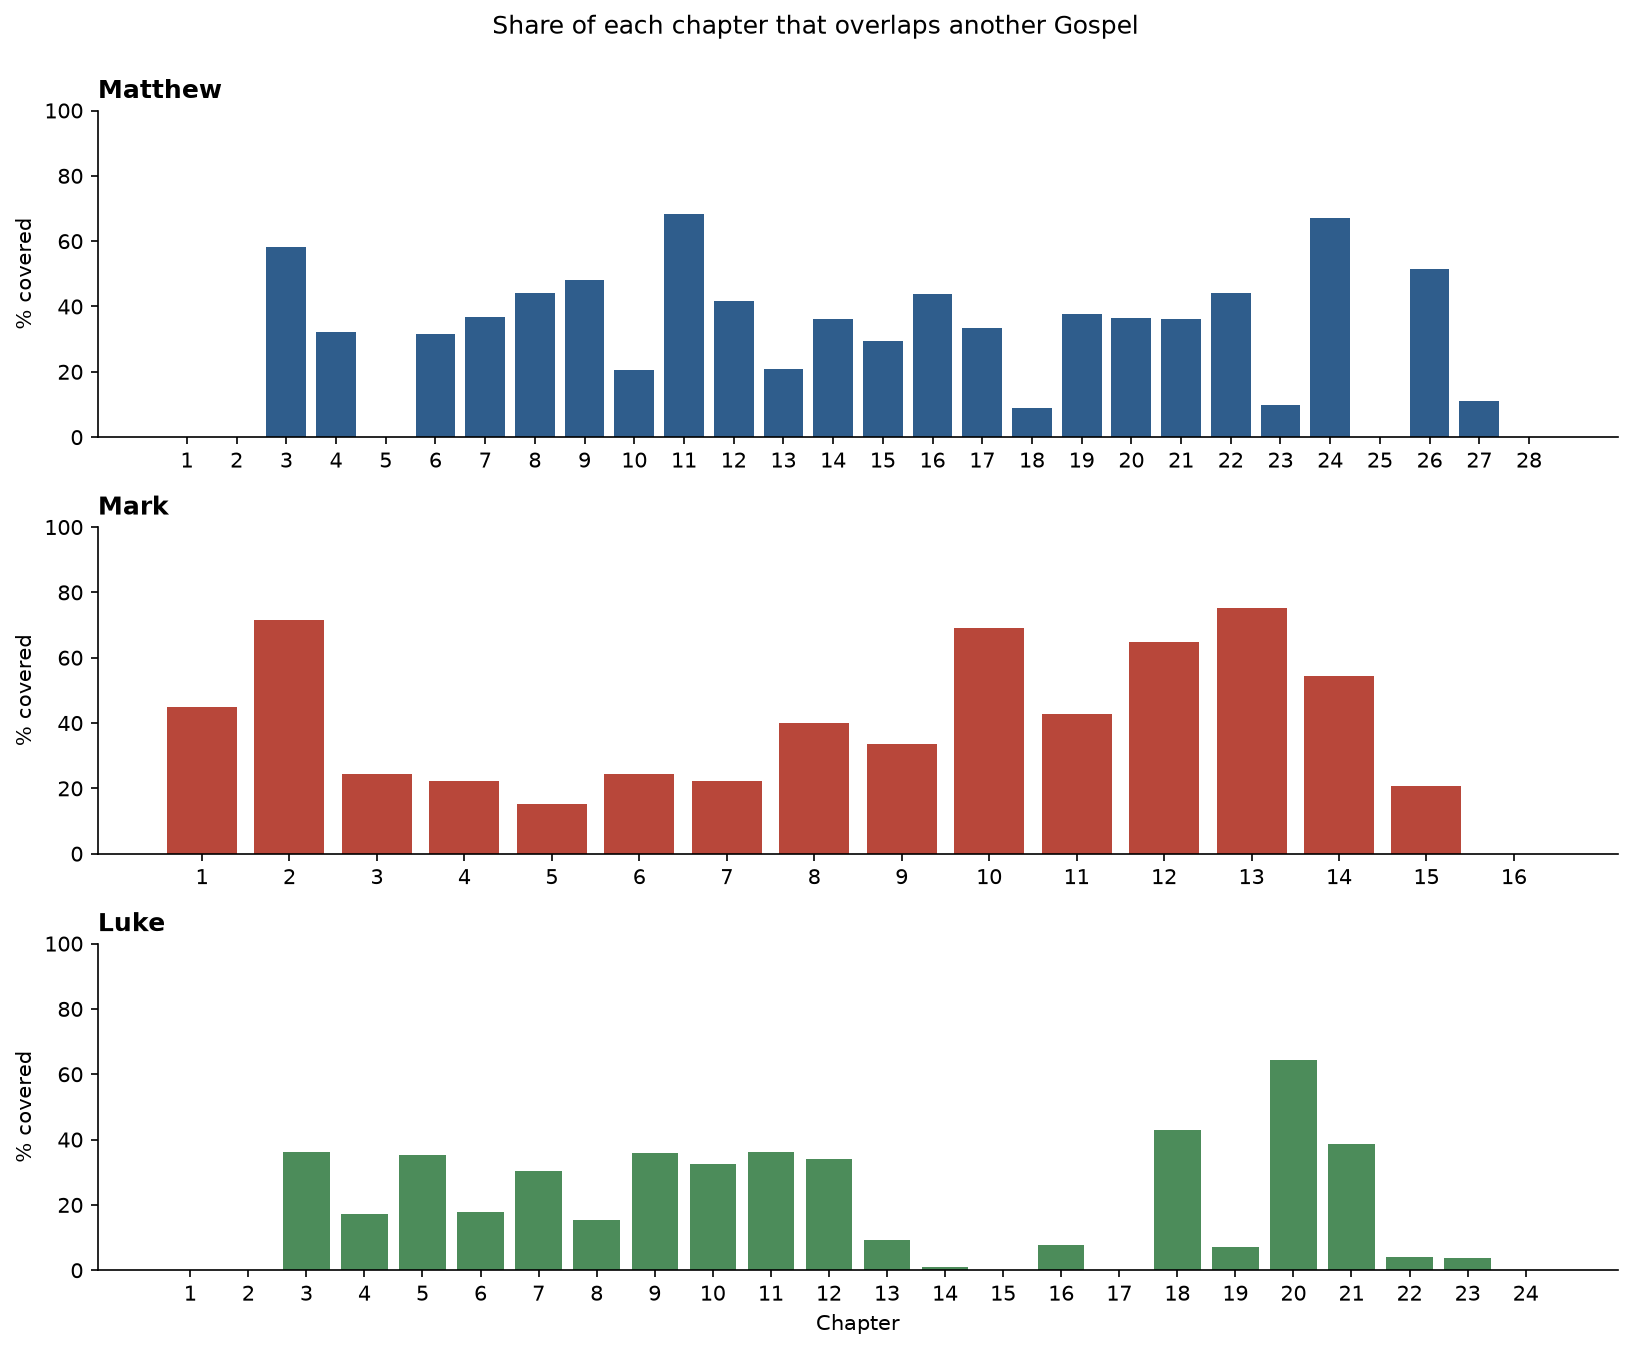 Share of each chapter that overlaps another Gospel
Matthew
% covered
100
80
60
40
20
0
1 2 3 4 5 6 7 8 9 10 11 12 13 14 15 16 17 18 19 20 21 22 23 24 25 26 27 28
Mark
% covered
100
80
60
40
20
0
1 2 3 4 5 6 7 8 9 10 11 12 13 14 15 16
Luke
% covered
100
80
60
40
20
0
1 2 3 4 5 6 7 8 9 10 11 12 13 14 15 16 17 18 19 20 21 22 23 24
Chapter